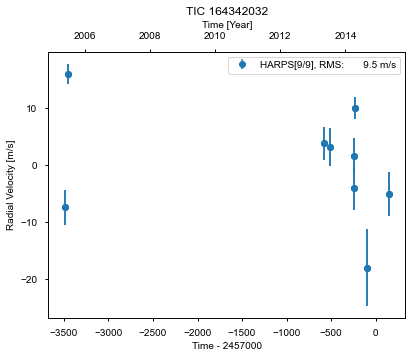 TIC 164342032
Time [Year]
2006 2008 2010 2012 2014
HARPS[9/9], RMS: 9.5 m/s
Radial Velocity [m/s]
10
0
−10
−20
−3500 −3000 −2500 −2000 −1500 −1000 −500 0
Time - 2457000